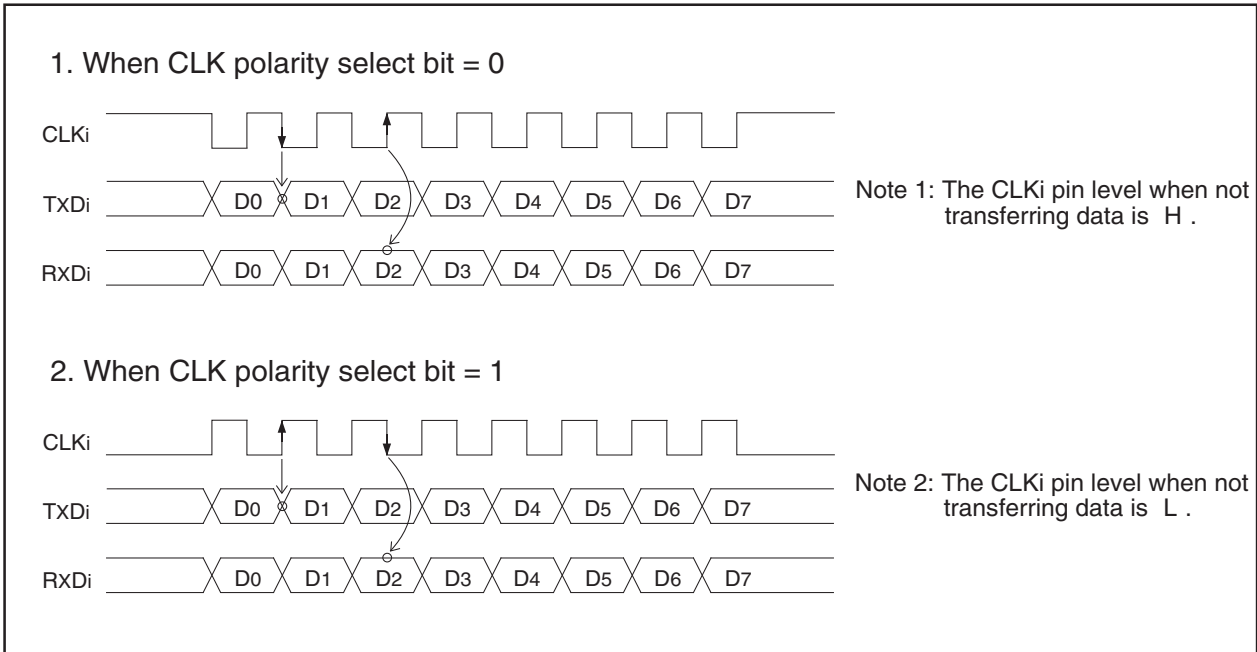 1. When CLK polarity select bit = 0
CLKi
TXDi D0 D1 D2 D3 D4 D5 D6 D7
RXDi D0 D1 D2 D3 D4 D5 D6 D7
Note 1: The CLKi pin level when not
transferring data is H .
2. When CLK polarity select bit = 1
CLKi
TXDi D0 D1 D2 D3 D4 D5 D6 D7
RXDi D0 D1 D2 D3 D4 D5 D6 D7
Note 2: The CLKi pin level when not
transferring data is L .